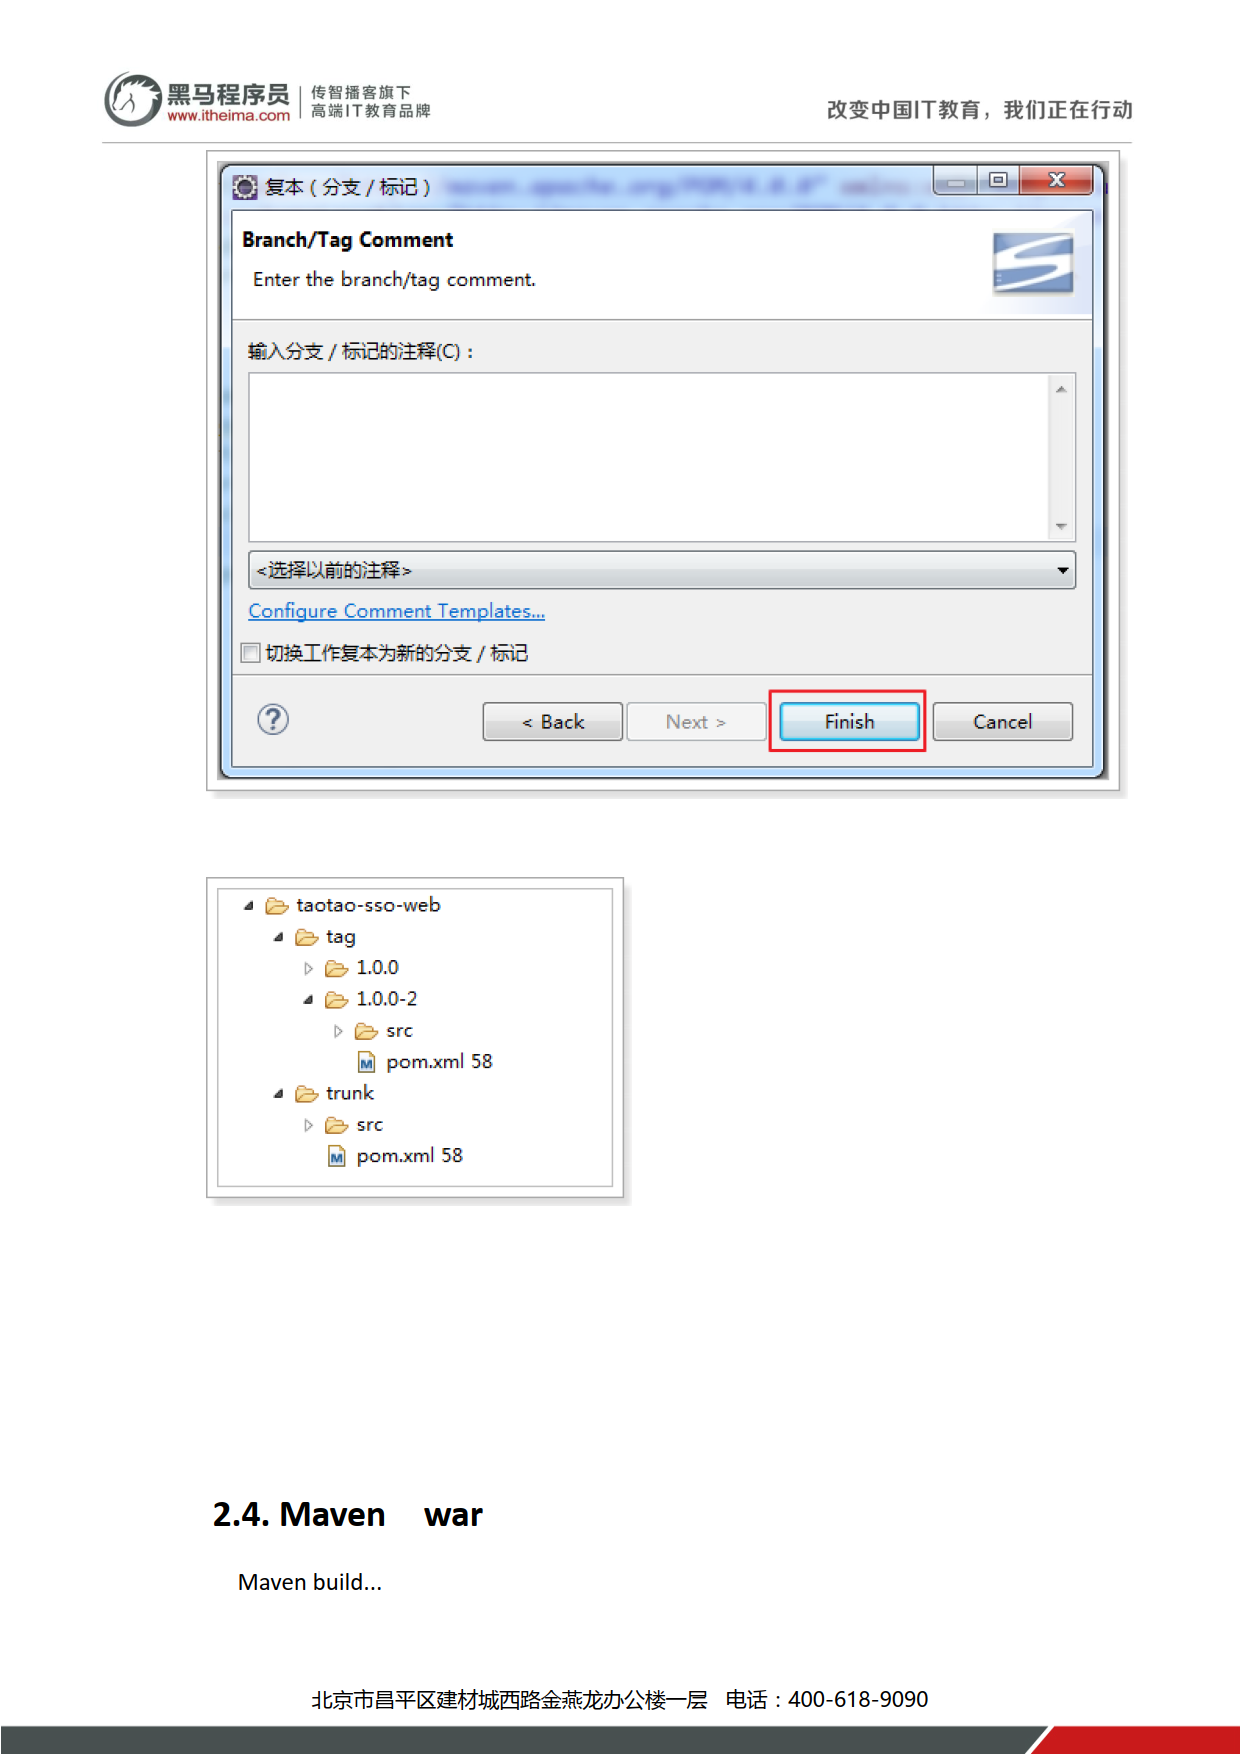 黑马程序员
www.itheima.com
传智播客旗下
高端IT教育品牌
改变中国IT教育，我们正在行动
复本 ( 分支 / 标记 )
Branch/Tag Comment
Enter the branch/tag comment.
输入分支 / 标记的注释(C)：
<选择以前的注释>
Configure Comment Templates...
切换工作复本为新的分支 / 标记
< Back
Next >
Finish
Cancel
taotao-sso-web
tag
1.0.0
1.0.0-2
src
pom.xml 58
trunk
src
pom.xml 58
2.4. Maven war
Maven build...
北京市昌平区建材城西路金燕龙办公楼一层 电话：400-618-9090